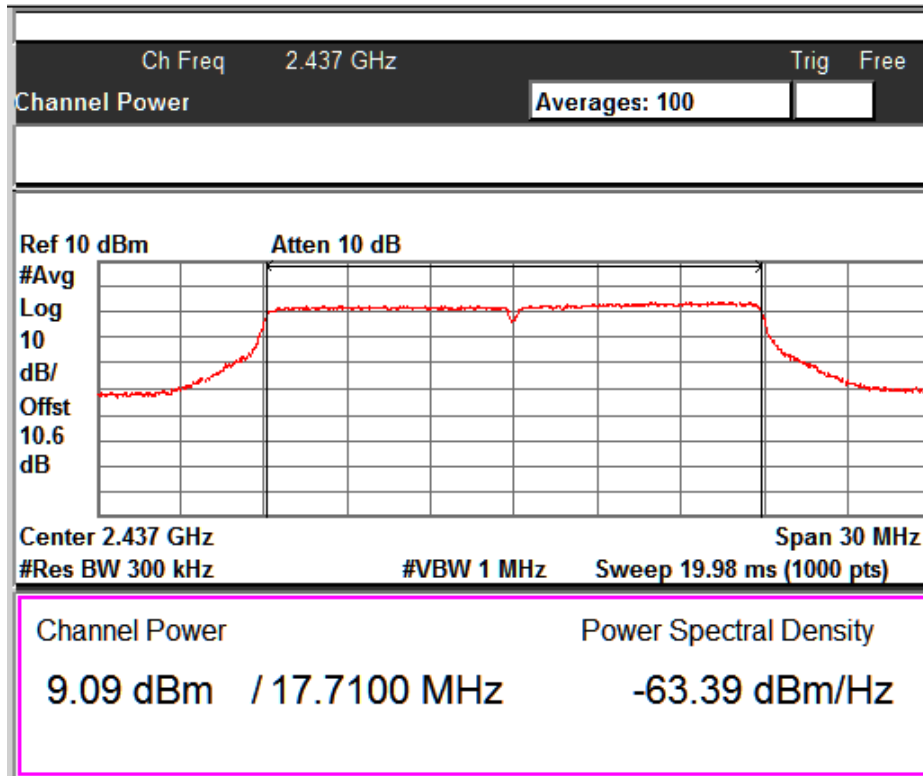 Ch Freq 2.437 GHz Trig Free
Channel Power Averages: 100
Ref 10 dBm Atten 10 dB
#Avg
Log
10
dB/
Offst
10.6
dB
Center 2.437 GHz Span 30 MHz
#Res BW 300 kHz #VBW 1 MHz Sweep 19.98 ms (1000 pts)
Channel Power Power Spectral Density
9.09 dBm / 17.7100 MHz -63.39 dBm/Hz